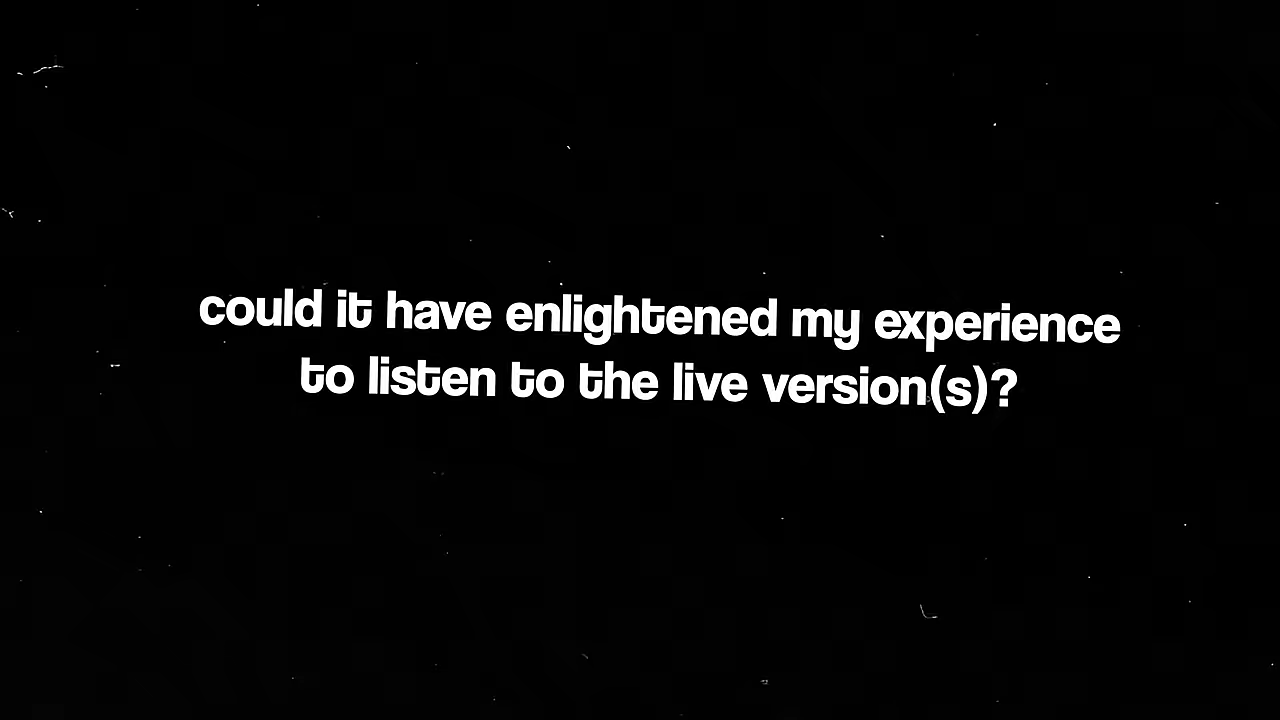 could it have enlightened my experience
to listen to the live version(s)?